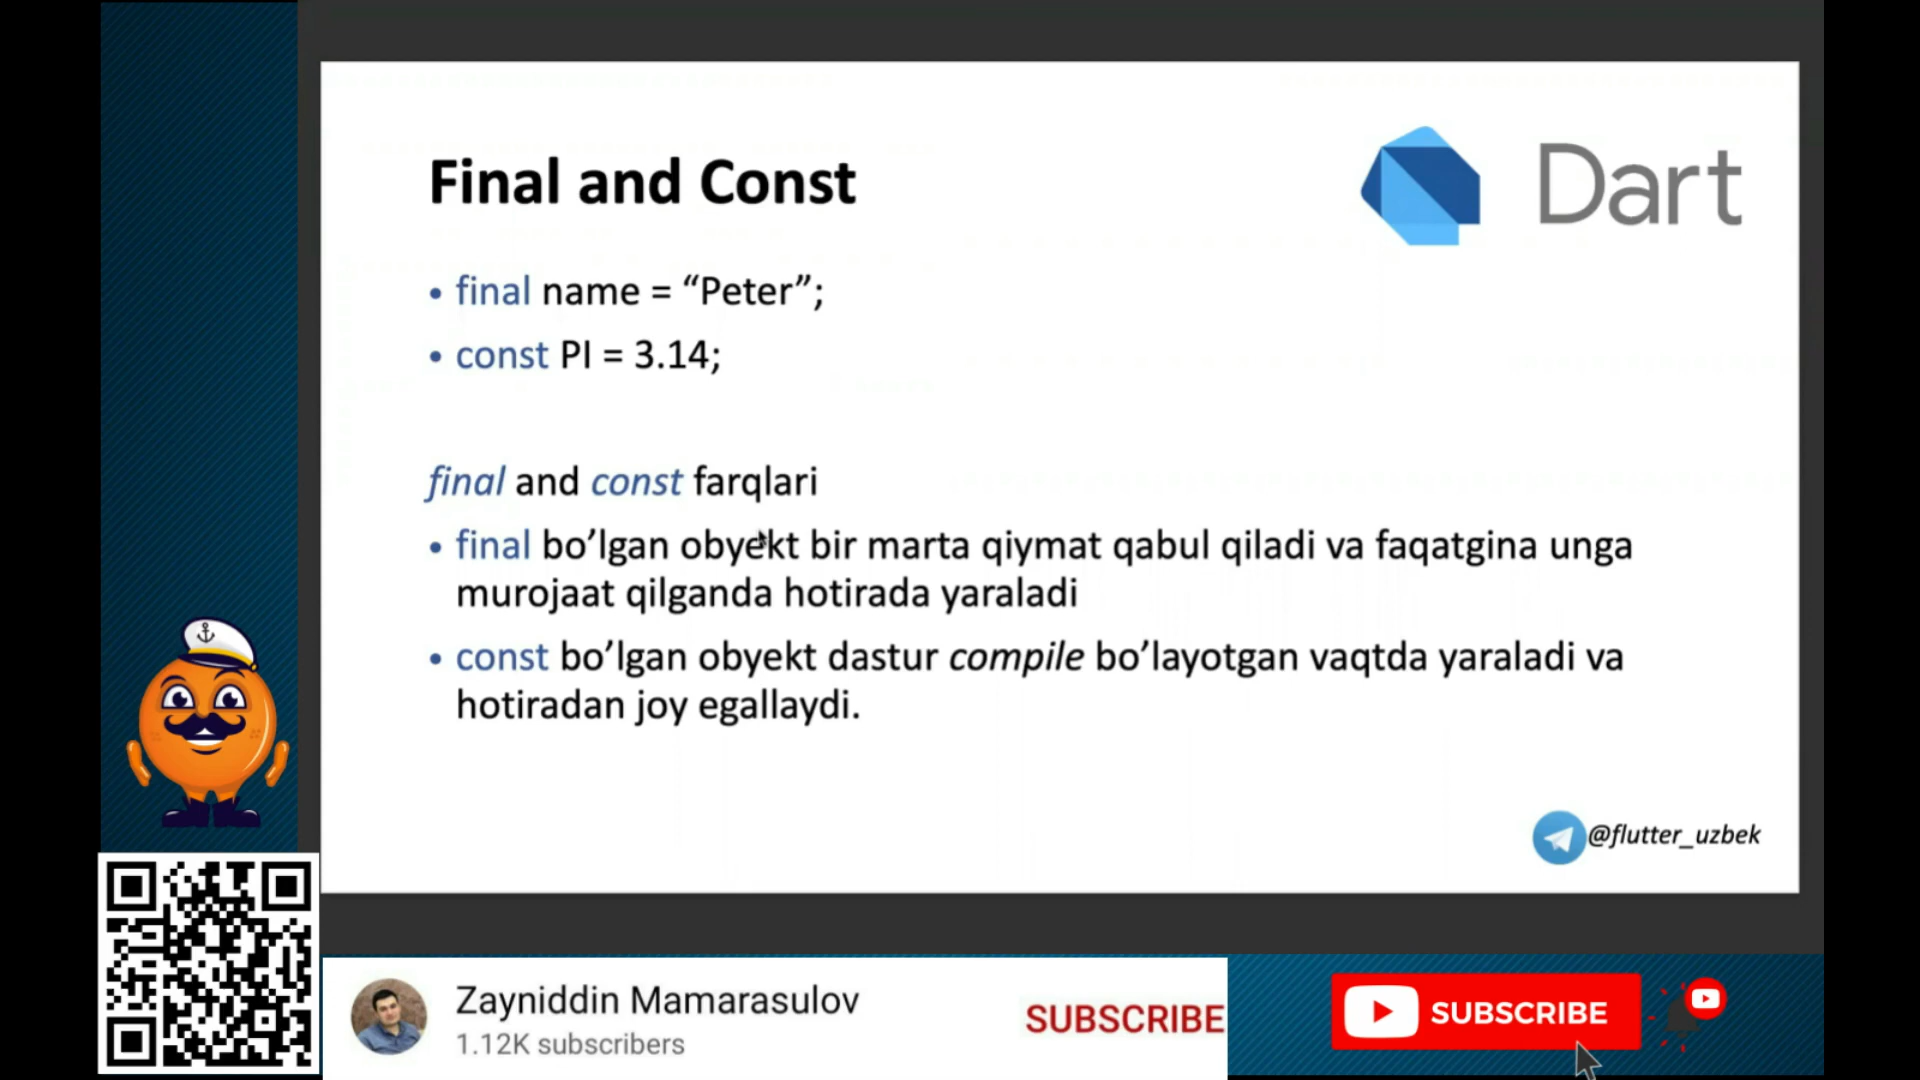 Final and Const
Dart
• final name = “Peter”;
• const PI = 3.14;
final and const farqlari
• final bo’lgan obyekt bir marta qiymat qabul qiladi va faqatgina unga
murojaat qilganda hotirada yaraladi
• const bo’lgan obyekt dastur compile bo’layotgan vaqtda yaraladi va
hotiradan joy egallaydi.
@flutter_uzbek
Zayniddin Mamarasulov
1.12K subscribers
SUBSCRIBE
SUBSCRIBE